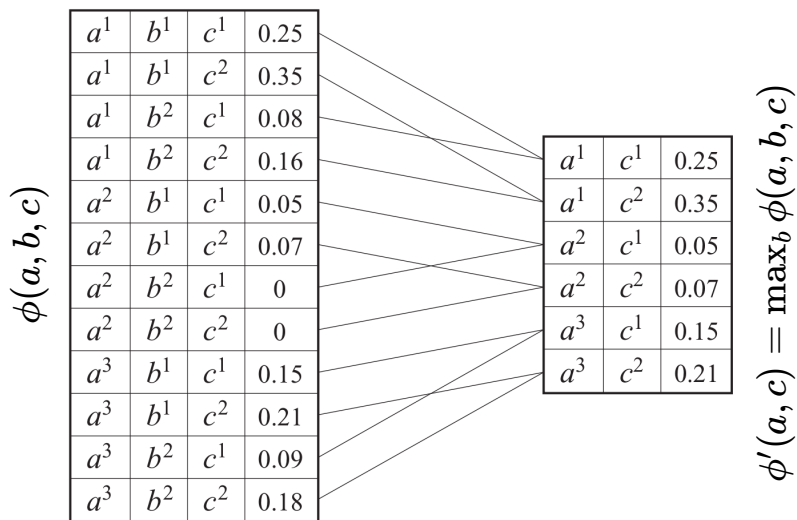 ϕ(a, b, c)
a¹ b¹ c¹ 0.25
a¹ b¹ c² 0.35
a¹ b² c¹ 0.08
a¹ b² c² 0.16
a² b¹ c¹ 0.05
a² b¹ c² 0.07
a² b² c¹ 0
a² b² c² 0
a³ b¹ c¹ 0.15
a³ b¹ c² 0.21
a³ b² c¹ 0.09
a³ b² c² 0.18
a¹ c¹ 0.25
a¹ c² 0.35
a² c¹ 0.05
a² c² 0.07
a³ c¹ 0.15
a³ c² 0.21
ϕ′(a, c) = max_b ϕ(a, b, c)